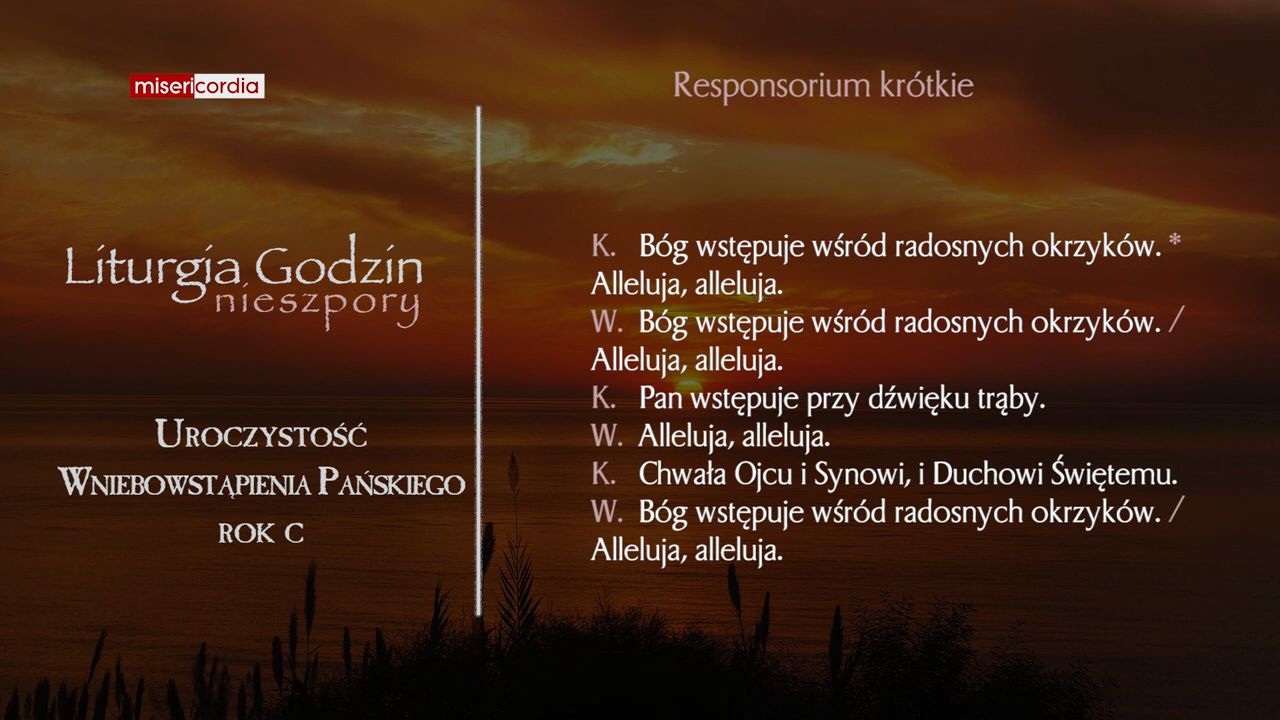 misericordia
Liturgia Godzin
nieszpory
Uroczystość
Wniebowstąpienia Pańskiego
rok C
Responsorium krótkie
K. Bóg wstępuje wśród radosnych okrzyków. *
Alleluja, alleluja.
W. Bóg wstępuje wśród radosnych okrzyków. /
Alleluja, alleluja.
K. Pan wstępuje przy dźwięku trąby.
W. Alleluja, alleluja.
K. Chwała Ojcu i Synowi, i Duchowi Świętemu.
W. Bóg wstępuje wśród radosnych okrzyków. /
Alleluja, alleluja.